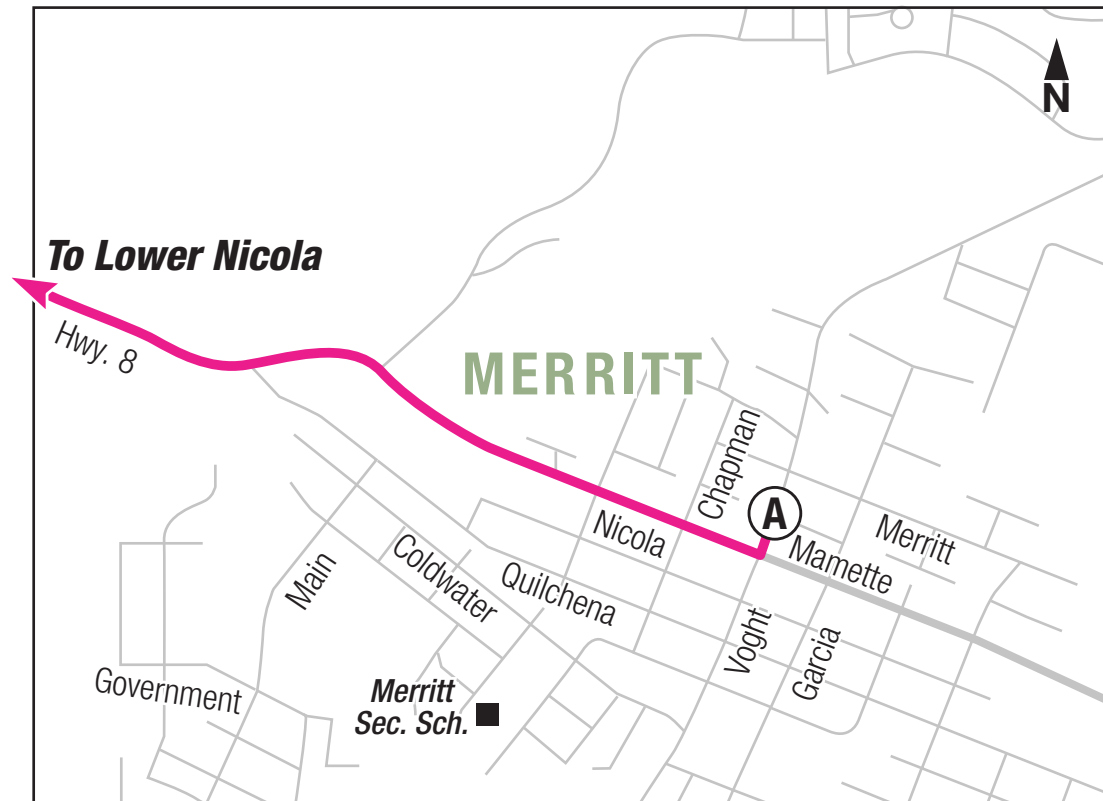 N
To Lower Nicola
Hwy. 8
MERRITT
Chapman
A
Nicola
Mamette
Merritt
Main
Coldwater
Quilchena
Voght
Garcia
Government
Merritt
Sec. Sch.